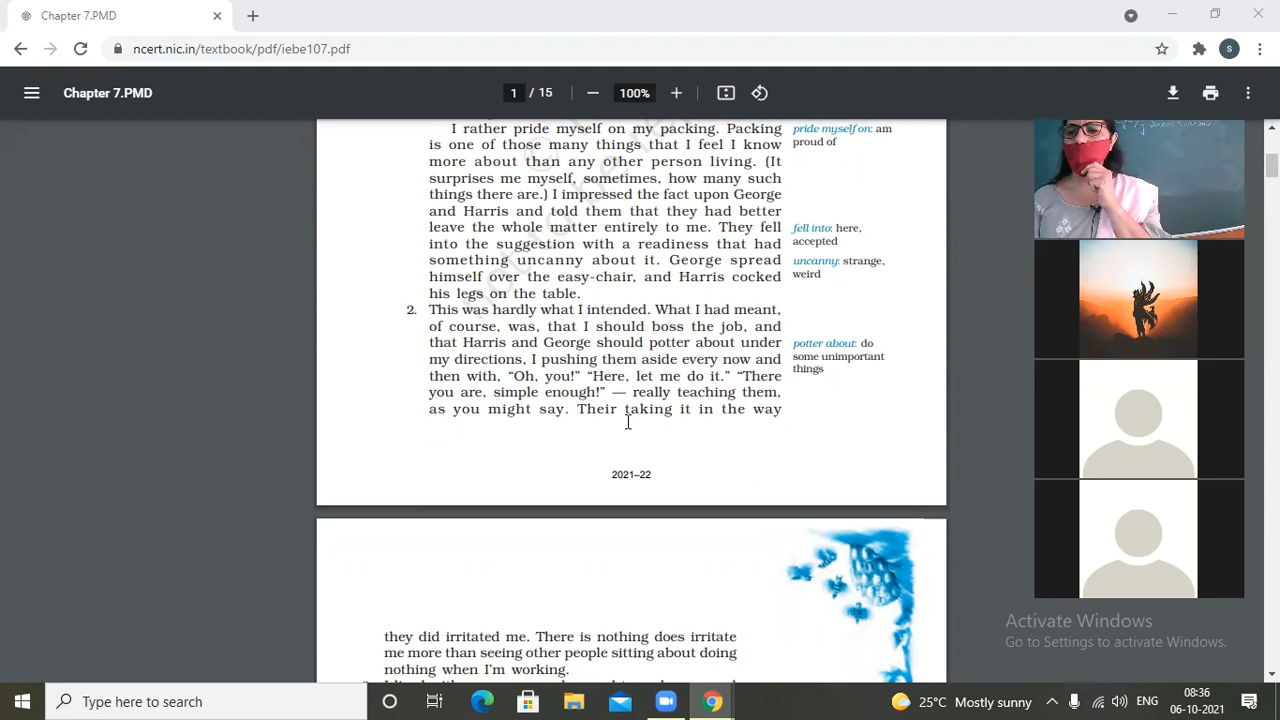 Chapter 7.PMD
ncert.nic.in/textbook/pdf/iebe107.pdf
S
Chapter 7.PMD
1 / 15
100%
I rather pride myself on my packing. Packing
is one of those many things that I feel I know
more about than any other person living. (It
surprises me myself, sometimes, how many such
things there are.) I impressed the fact upon George
and Harris and told them that they had better
leave the whole matter entirely to me. They fell
into the suggestion with a readiness that had
something uncanny about it. George spread
himself over the easy-chair, and Harris cocked
his legs on the table.
pride myself on: am
proud of
fell into: here,
accepted
uncanny: strange,
weird
2. This was hardly what I intended. What I had meant,
of course, was, that I should boss the job, and
that Harris and George should potter about under
my directions, I pushing them aside every now and
then with, “Oh, you!” “Here, let me do it.” “There
you are, simple enough!” — really teaching them,
as you might say. Their taking it in the way
potter about: do
some unimportant
things
2021–22
they did irritated me. There is nothing does irritate
me more than seeing other people sitting about doing
nothing when I'm working.
Activate Windows
Go to Settings to activate Windows.
Type here to search
25°C Mostly sunny
ENG
08:36
06-10-2021